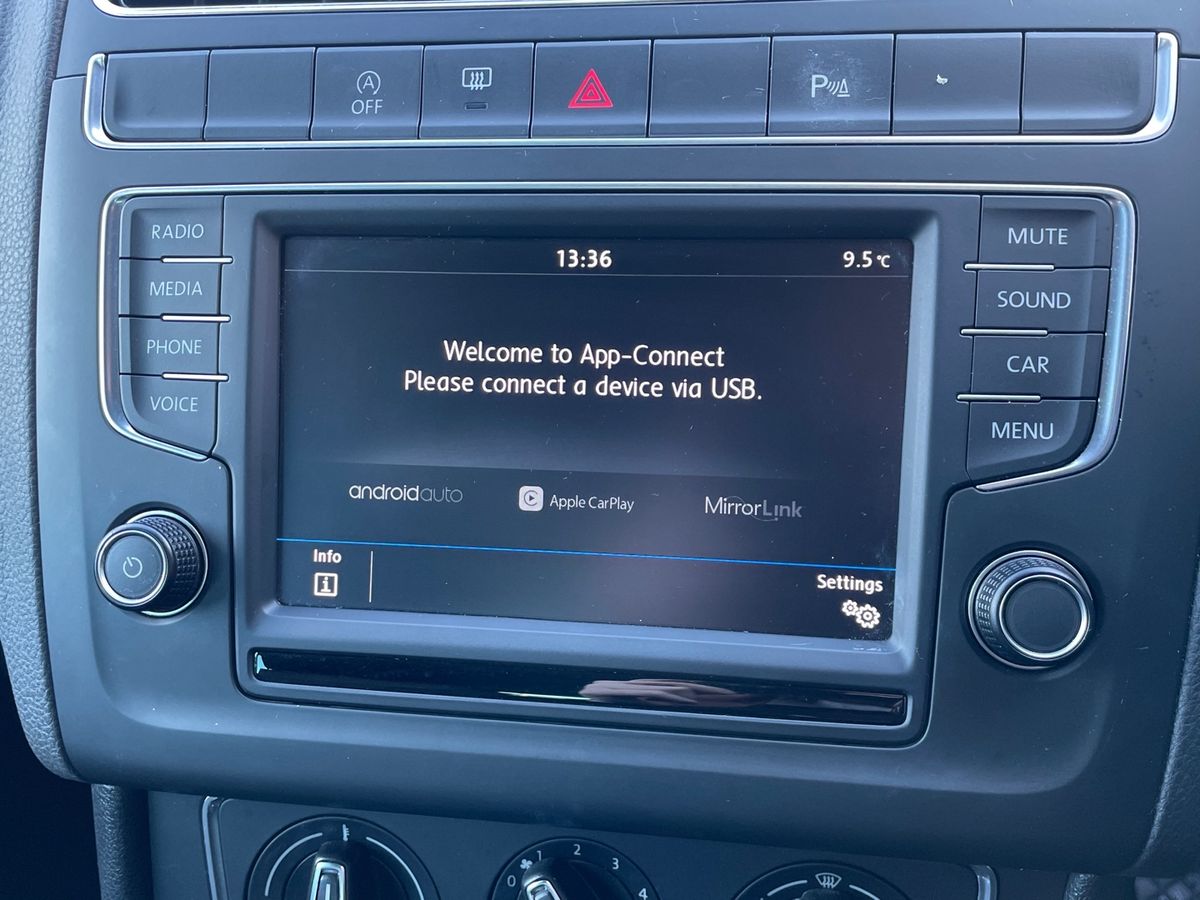 A
OFF
P
RADIO
MEDIA
PHONE
VOICE
13:36
9.5°C
Welcome to App-Connect
Please connect a device via USB.
androidauto
Apple CarPlay
MirrorLink
Info
i
Settings
MUTE
SOUND
CAR
MENU
0 1 2 3 4